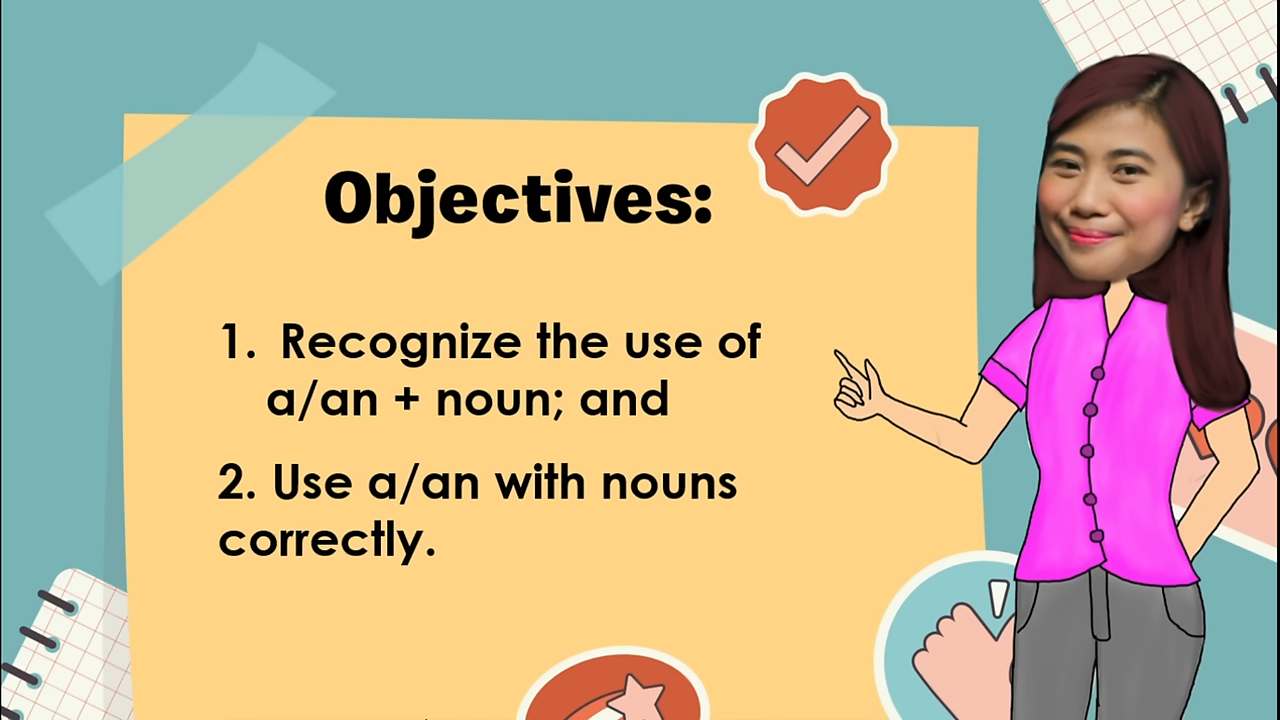 Objectives:
1. Recognize the use of
a/an + noun; and
2. Use a/an with nouns
correctly.